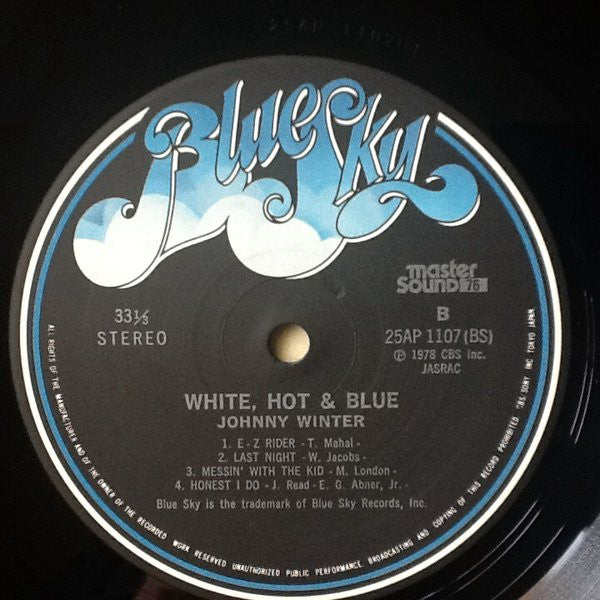 Blue Sky
master
SOUND 76
33⅓
STEREO
B
25AP 1107(BS)
℗ 1978 CBS Inc.
JASRAC
WHITE, HOT & BLUE
JOHNNY WINTER
1. E-Z RIDER -T. Mahal-
2. LAST NIGHT -W. Jacobs-
3. MESSIN' WITH THE KID -M. London-
4. HONEST I DO -J. Read-E. G. Abner, Jr.-
Blue Sky is the trademark of Blue Sky Records, Inc.
ALL RIGHTS OF THE MANUFACTURER AND OF THE OWNER OF THE RECORDED WORK RESERVED UNAUTHORIZED PUBLIC PERFORMANCE, BROADCASTING AND COPYING OF THIS RECORD PROHIBITED CBS/SONY INC TOKYO JAPAN